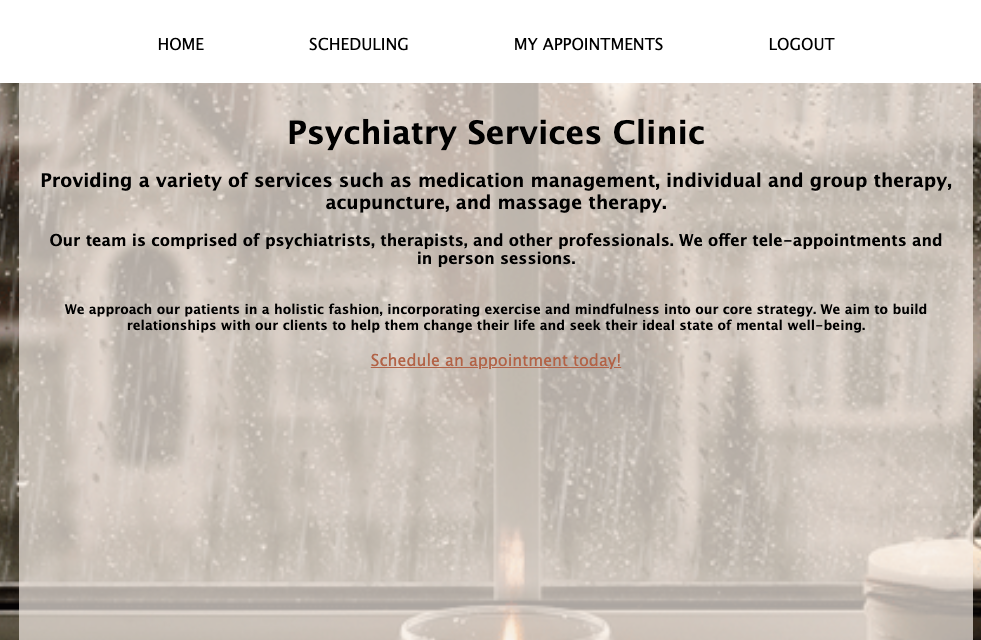 HOME SCHEDULING MY APPOINTMENTS LOGOUT
Psychiatry Services Clinic
Providing a variety of services such as medication management, individual and group therapy,
acupuncture, and massage therapy.
Our team is comprised of psychiatrists, therapists, and other professionals. We offer tele-appointments and
in person sessions.
We approach our patients in a holistic fashion, incorporating exercise and mindfulness into our core strategy. We aim to build
relationships with our clients to help them change their life and seek their ideal state of mental well-being.
Schedule an appointment today!